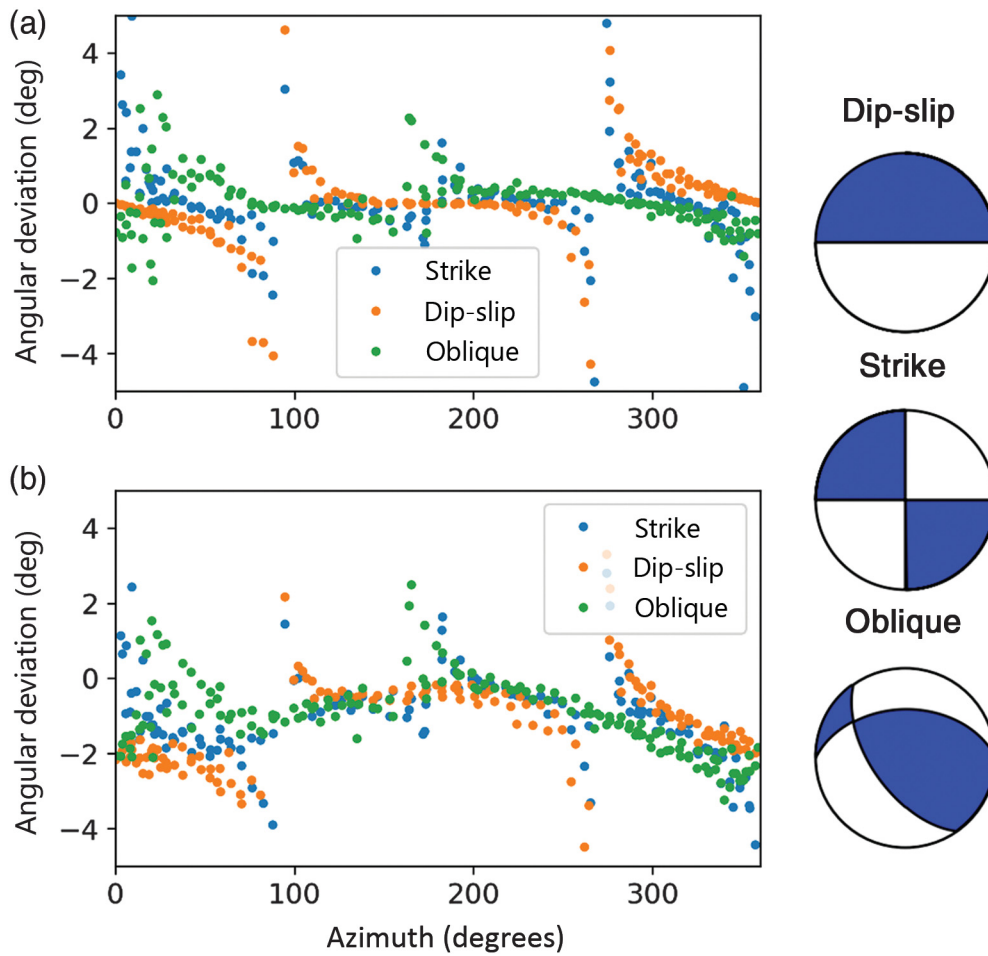 (a)
Angular deviation (deg)
4
2
0
−2
−4
Strike
Dip-slip
Oblique
0
100
200
300
(b)
Angular deviation (deg)
4
2
0
−2
−4
Strike
Dip-slip
Oblique
0
100
200
300
Azimuth (degrees)
Dip-slip
Strike
Oblique